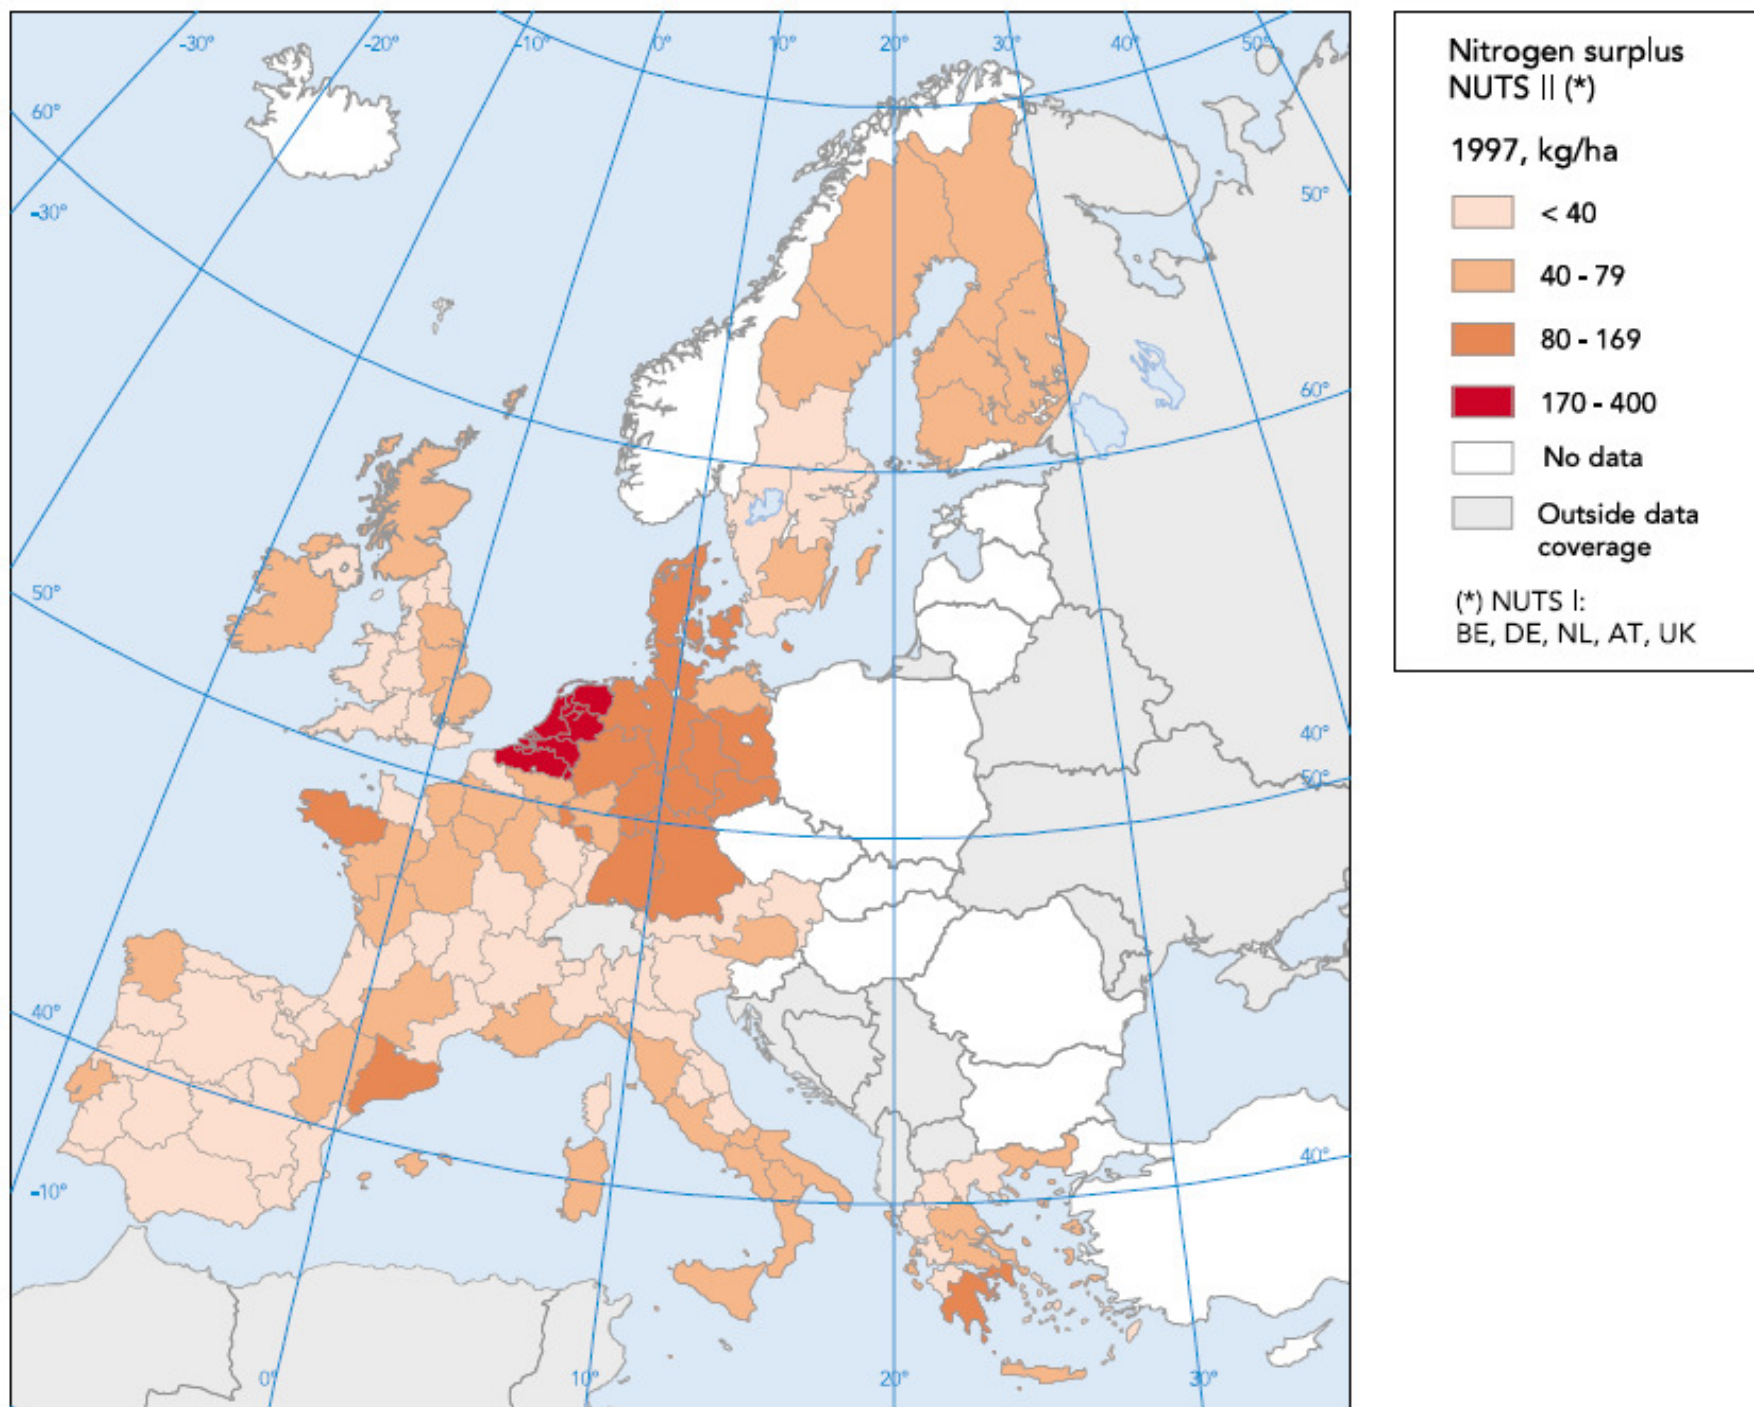 -30°
-20°
-10°
0°
10°
20°
30°
40°
50°
60°
-30°
50°
40°
-10°
50°
60°
40°
50°
40°
0°
10°
20°
30°
Nitrogen surplus
NUTS II (*)
1997, kg/ha
< 40
40 - 79
80 - 169
170 - 400
No data
Outside data
coverage
(*) NUTS I:
BE, DE, NL, AT, UK